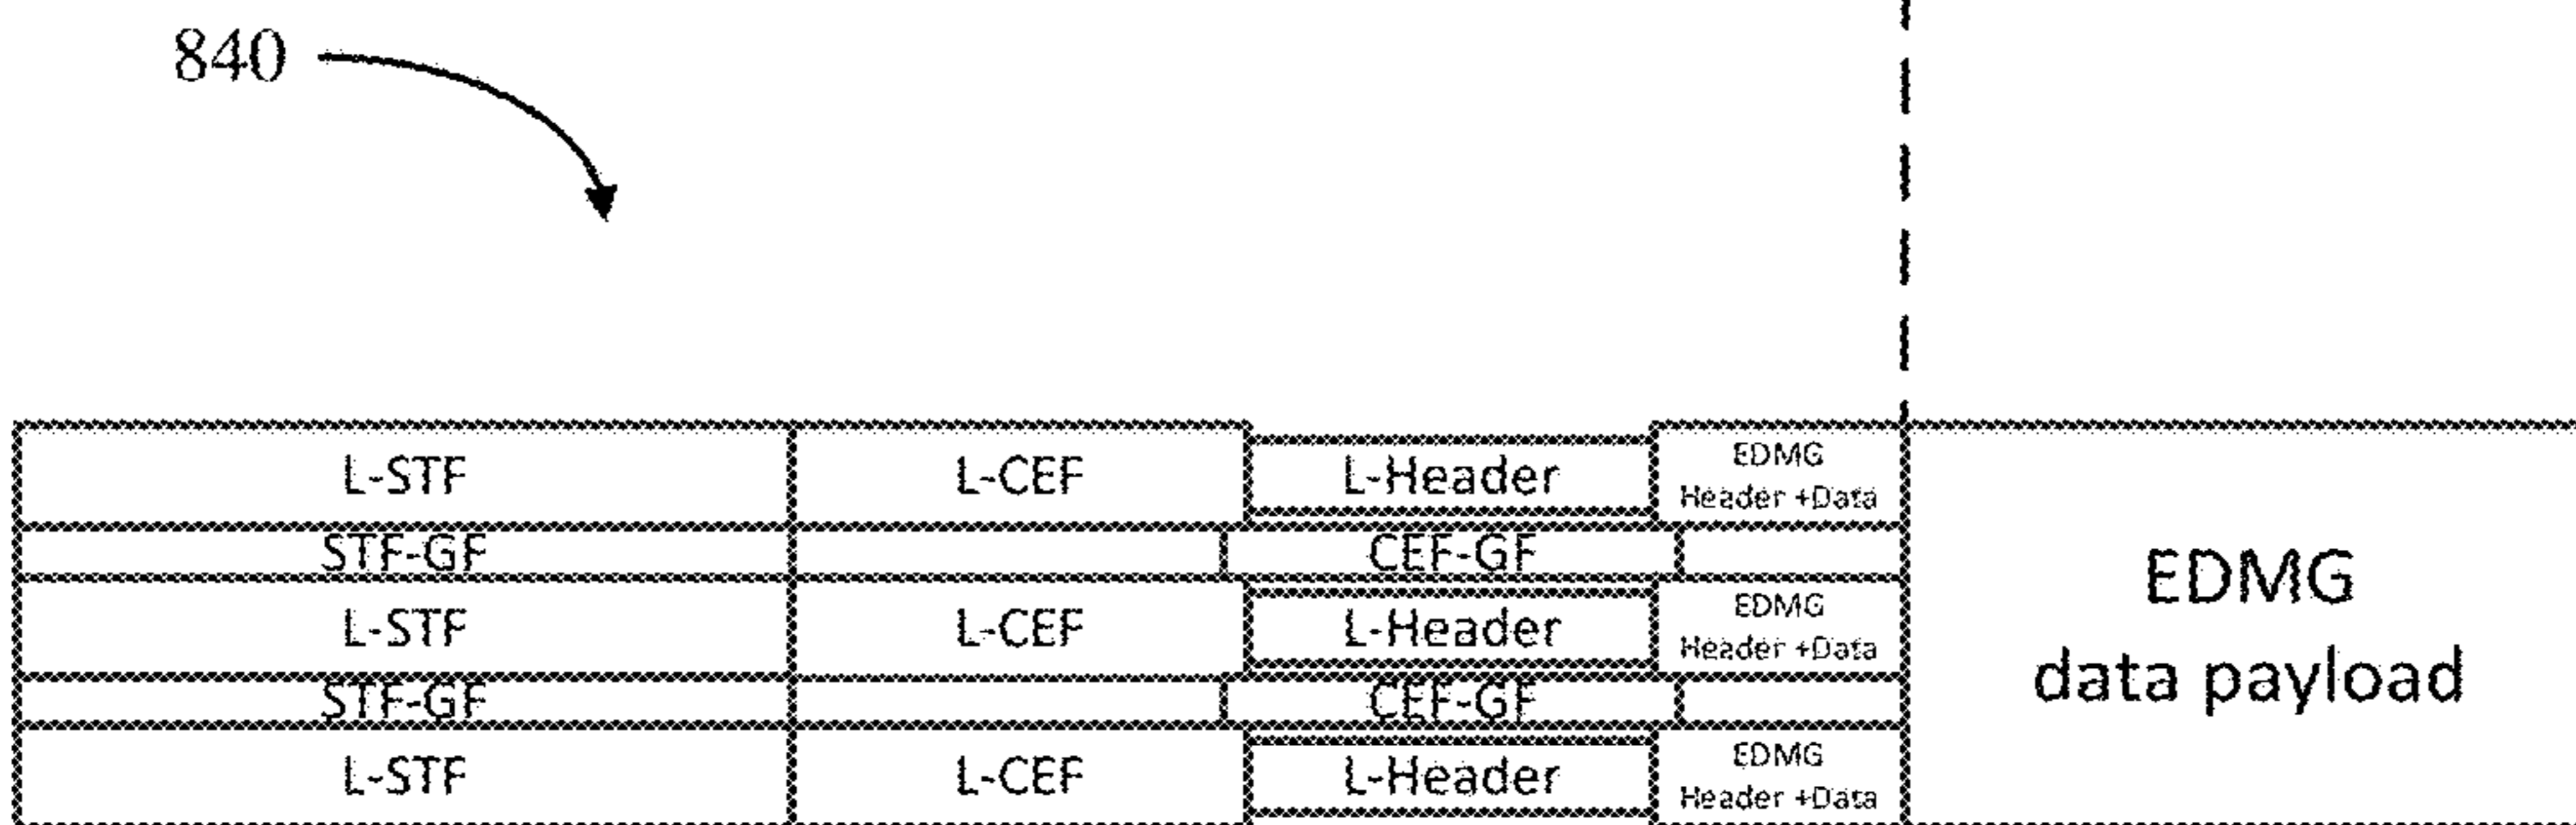 840
L-STF L-CEF L-Header EDMG
Header +Data
STF-GF CEF-GF
L-STF L-CEF L-Header EDMG
Header +Data
STF-GF CEF-GF
L-STF L-CEF L-Header EDMG
Header +Data
EDMG
data payload